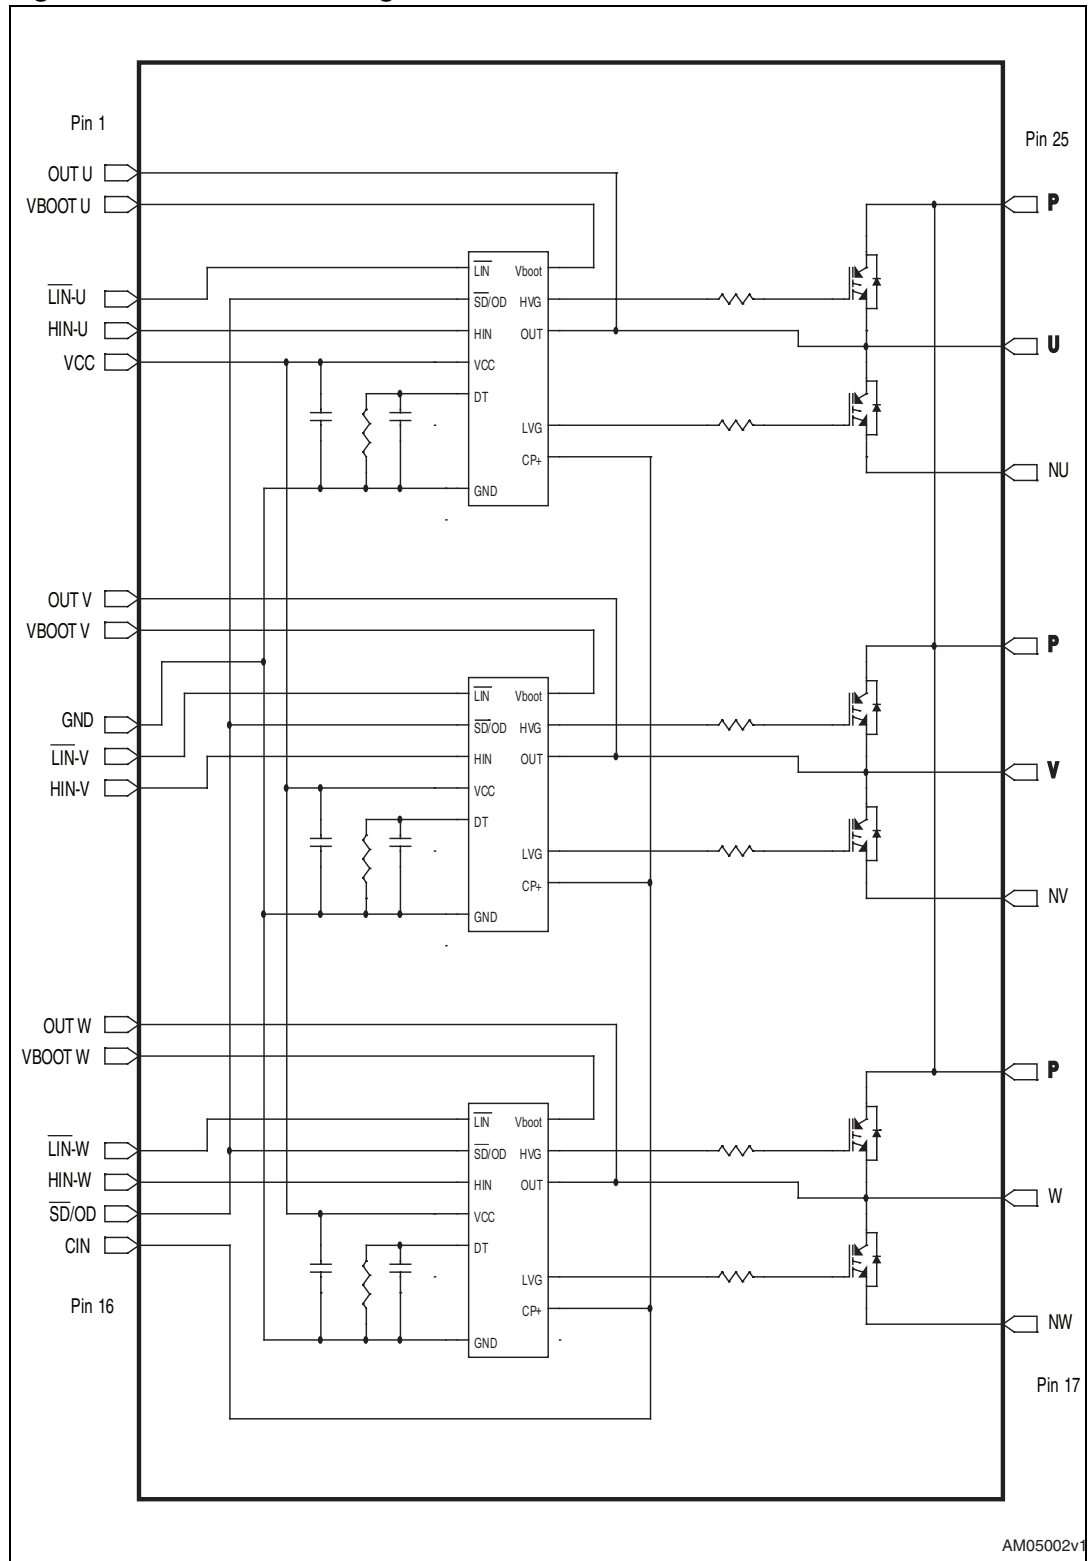 Pin 1
Pin 25
OUT U
VBOOT U
P
LIN-U
HIN-U
VCC
LIN
SD/OD
HIN
VCC
DT
GND
Vboot
HVG
OUT
LVG
CP+
U
NU
OUT V
VBOOT V
P
GND
LIN-V
HIN-V
LIN
SD/OD
HIN
VCC
DT
GND
Vboot
HVG
OUT
LVG
CP+
V
NV
OUT W
VBOOT W
P
LIN-W
HIN-W
SD/OD
CIN
LIN
SD/OD
HIN
VCC
DT
GND
Vboot
HVG
OUT
LVG
CP+
W
NW
Pin 16
Pin 17
AM05002v1